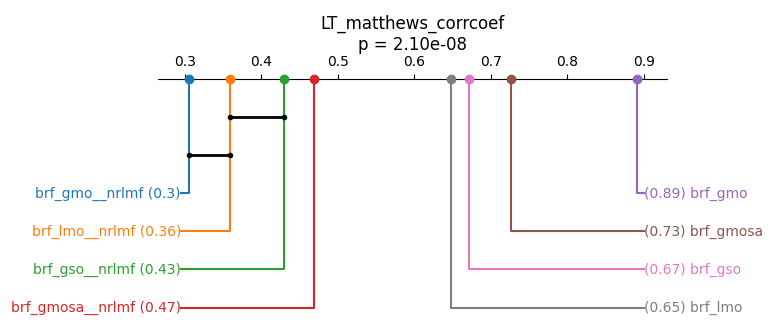 LT_matthews_corrcoef
p = 2.10e-08
0.3 0.4 0.5 0.6 0.7 0.8 0.9
brf_gmo__nrlmf (0.3) (0.89) brf_gmo
brf_lmo__nrlmf (0.36) (0.73) brf_gmosa
brf_gso__nrlmf (0.43) (0.67) brf_gso
brf_gmosa__nrlmf (0.47) (0.65) brf_lmo